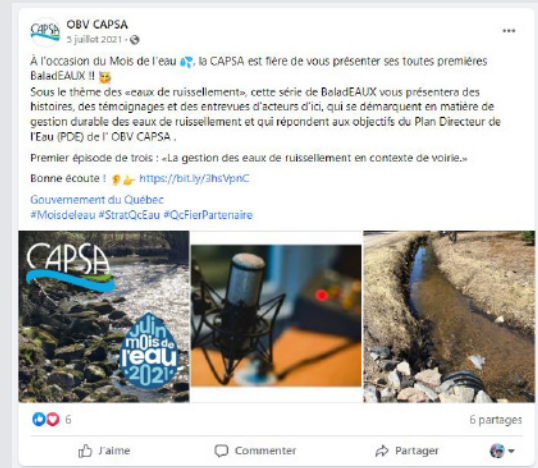 OBV CAPSA
5 juillet 2021 ·
À l'occasion du Mois de l'eau 💦, la CAPSA est fière de vous présenter ses toutes premières
BaladEAUX !! 🥳
Sous le thème des «eaux de ruissellement», cette série de BaladEAUX vous présentera des
histoires, des témoignages et des entrevues d'acteurs d'ici, qui se démarquent en matière de
gestion durable des eaux de ruissellement et qui répondent aux objectifs du Plan Directeur de
l'Eau (PDE) de l' OBV CAPSA .
Premier épisode de trois : «La gestion des eaux de ruissellement en contexte de voirie.»
Bonne écoute ! 👂👉 https://bit.ly/3hsVpnC
Gouvernement du Québec
#Moisdeleau #StratQcEau #QcFierPartenaire
CAPSA
Juin
mOis de
l'eau
·2021·
6
6 partages
J'aime
Commenter
Partager